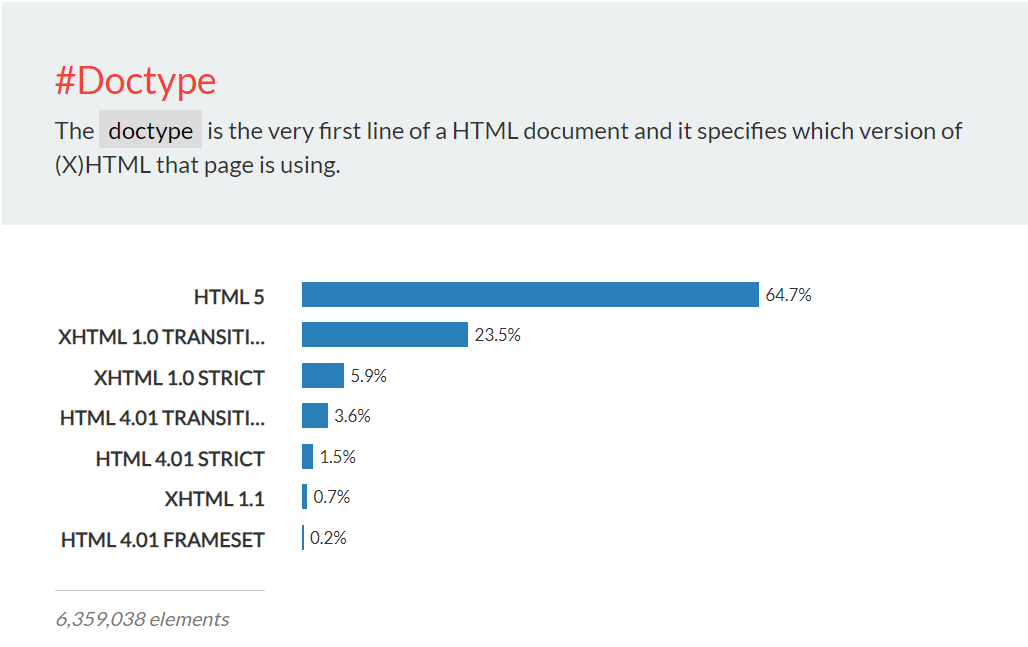 #Doctype
The doctype is the very first line of a HTML document and it specifies which version of
(X)HTML that page is using.
HTML 5 64.7%
XHTML 1.0 TRANSITI... 23.5%
XHTML 1.0 STRICT 5.9%
HTML 4.01 TRANSITI... 3.6%
HTML 4.01 STRICT 1.5%
XHTML 1.1 0.7%
HTML 4.01 FRAMESET 0.2%
6,359,038 elements